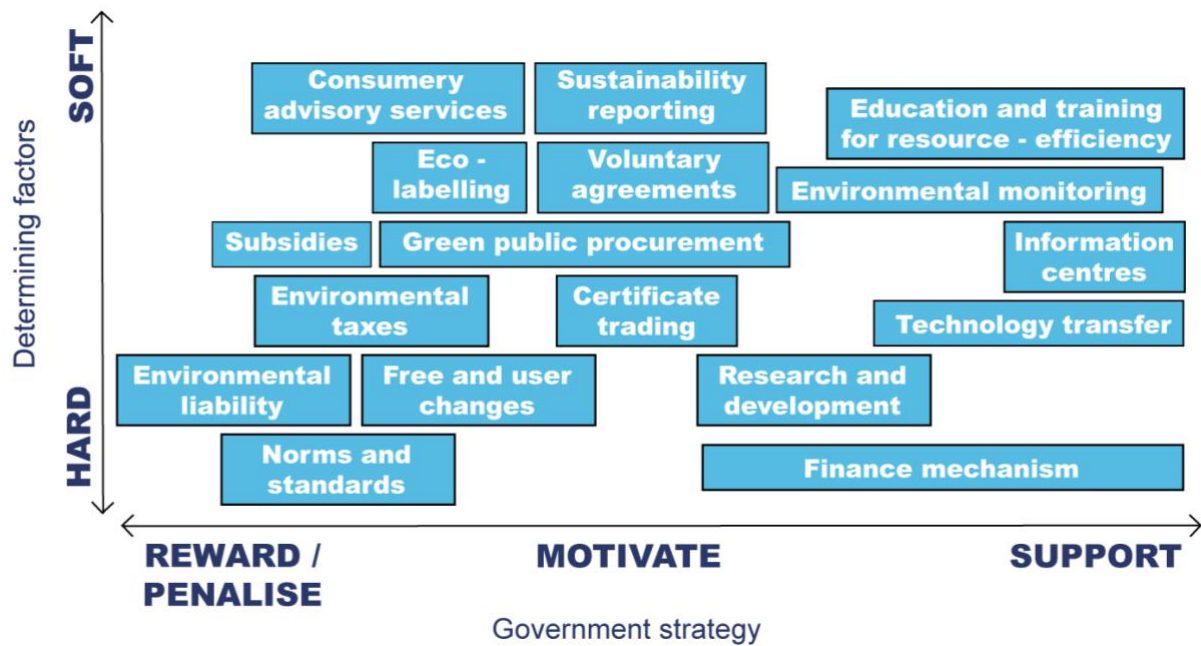 SOFT
HARD
Determining factors
Consumery
advisory services
Sustainability
reporting
Education and training
for resource - efficiency
Eco -
labelling
Voluntary
agreements
Environmental monitoring
Subsidies
Green public procurement
Information
centres
Environmental
taxes
Certificate
trading
Technology transfer
Environmental
liability
Free and user
changes
Research and
development
Norms and
standards
Finance mechanism
REWARD /
PENALISE
MOTIVATE
SUPPORT
Government strategy